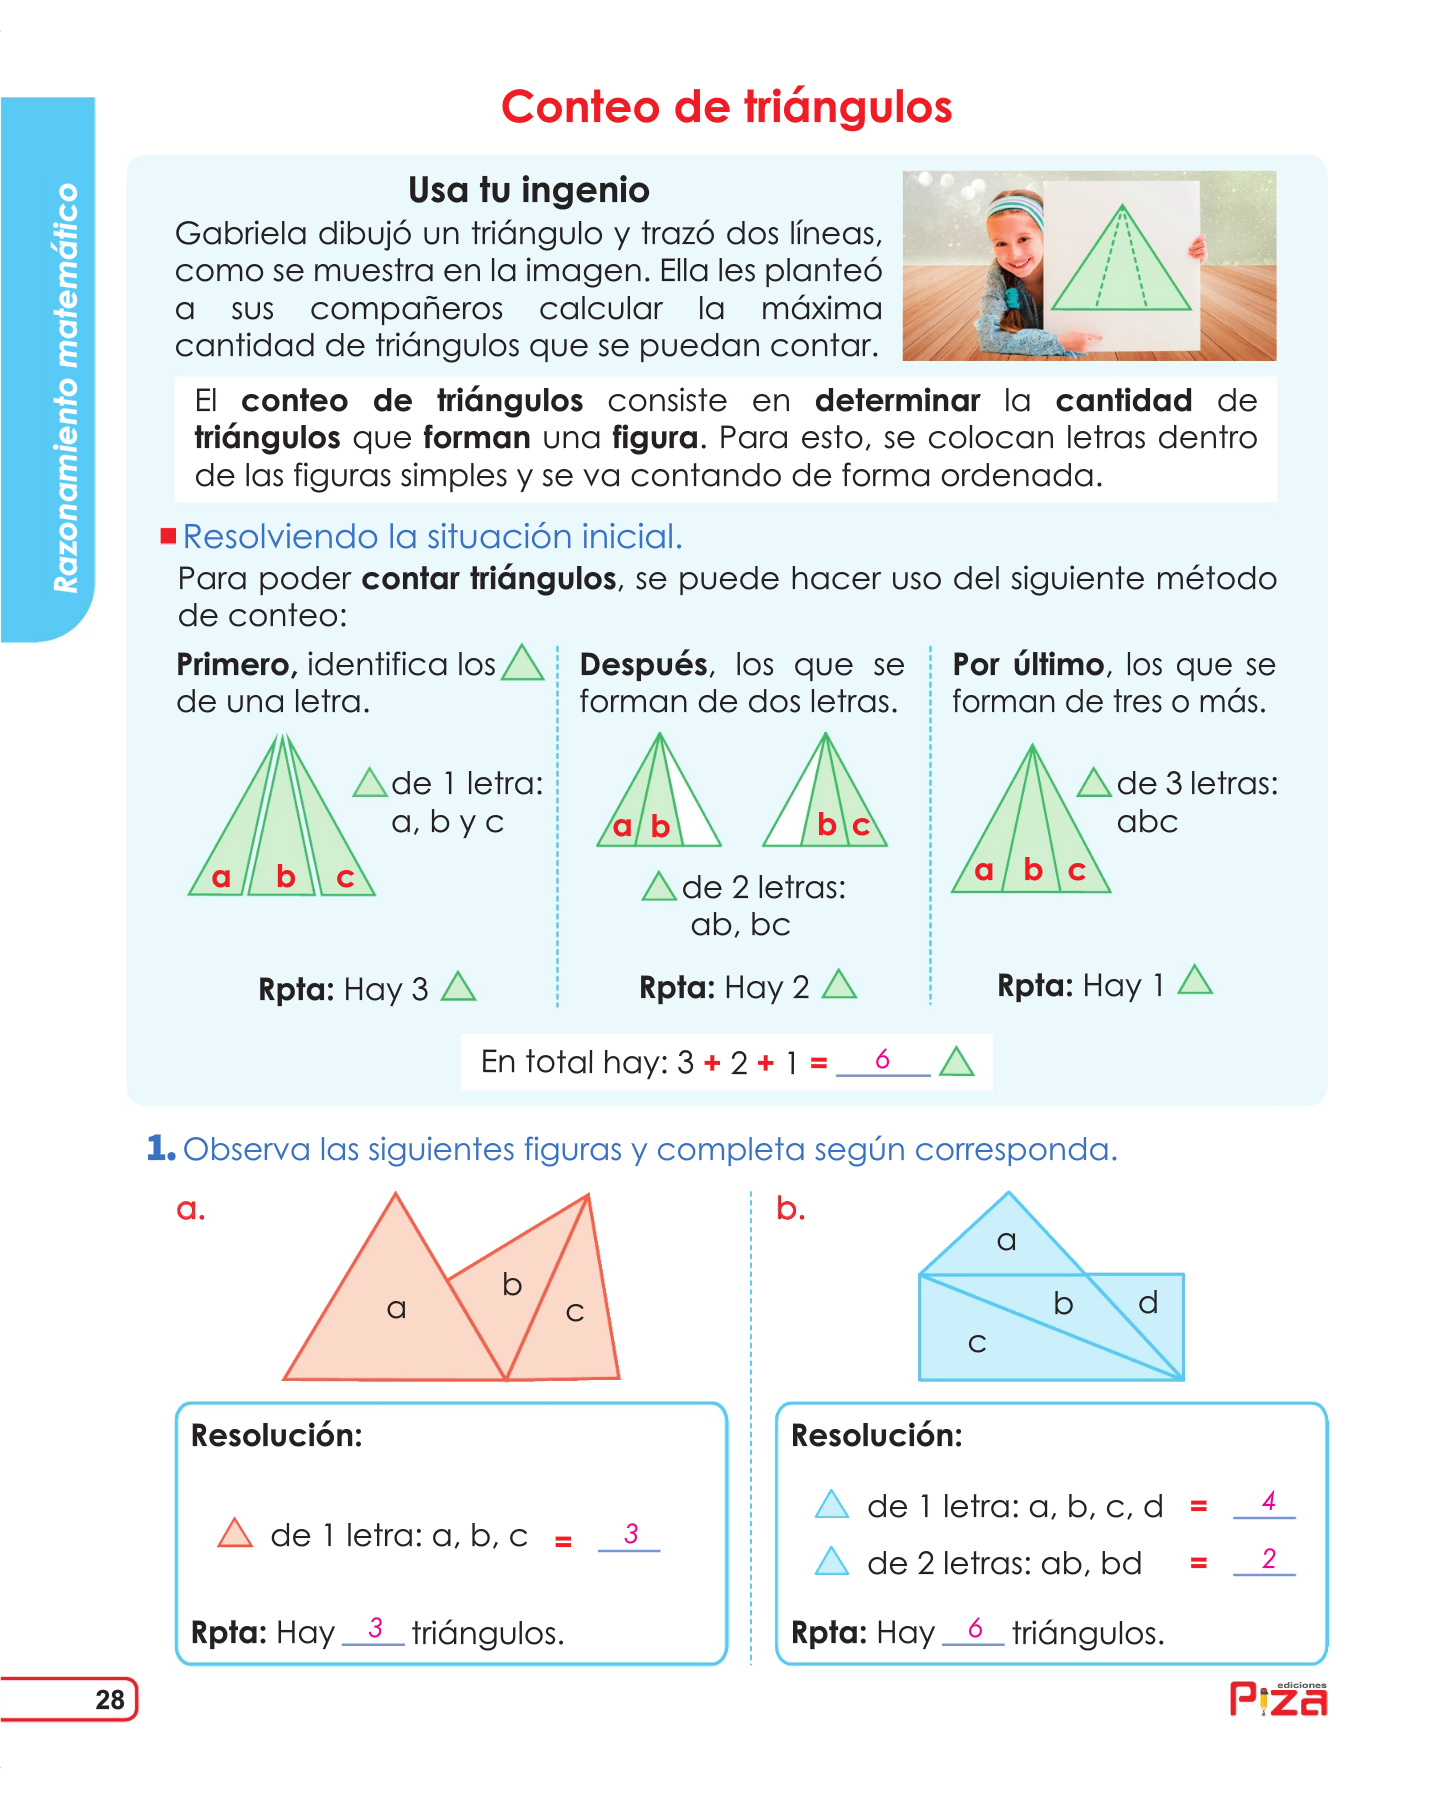 Conteo de triángulos
Razonamiento matemático
Usa tu ingenio
Gabriela dibujó un triángulo y trazó dos líneas,
como se muestra en la imagen. Ella les planteó
a sus compañeros calcular la máxima
cantidad de triángulos que se puedan contar.
El conteo de triángulos consiste en determinar la cantidad de
triángulos que forman una figura. Para esto, se colocan letras dentro
de las figuras simples y se va contando de forma ordenada.
Resolviendo la situación inicial.
Para poder contar triángulos, se puede hacer uso del siguiente método
de conteo:
Primero, identifica los
de una letra.
de 1 letra:
a, b y c
a b c
Rpta: Hay 3
Después, los que se
forman de dos letras.
a b
b c
de 2 letras:
ab, bc
Rpta: Hay 2
Por último, los que se
forman de tres o más.
de 3 letras:
abc
a b c
Rpta: Hay 1
En total hay: 3 + 2 + 1 = 6
1. Observa las siguientes figuras y completa según corresponda.
a.
a
b
c
Resolución:
de 1 letra: a, b, c = 3
Rpta: Hay 3 triángulos.
b.
a
b
d
c
Resolución:
de 1 letra: a, b, c, d = 4
de 2 letras: ab, bd = 2
Rpta: Hay 6 triángulos.
28
ediciones
Piza